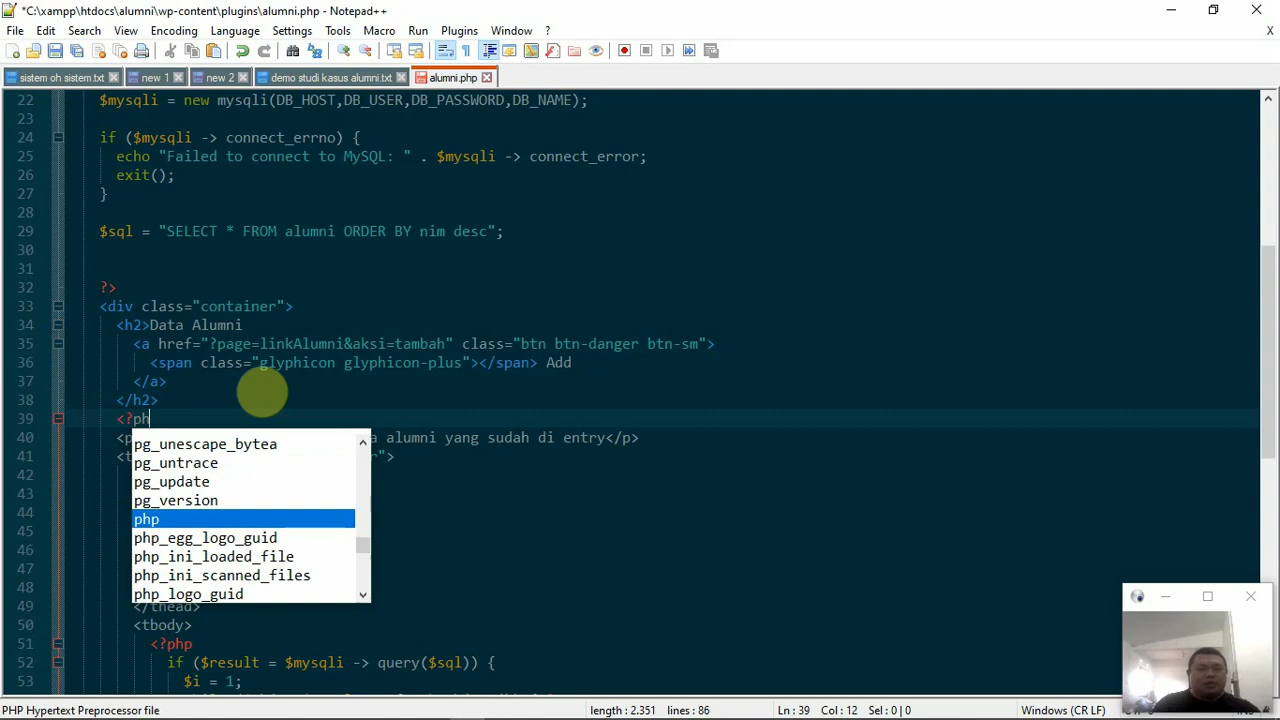 *C:\xampp\htdocs\alumni\wp-content\plugins\alumni.php - Notepad++
File Edit Search View Encoding Language Settings Tools Macro Run Plugins Window ?
X
sistem oh sistem.txt new 1 new 2 demo studi kasus alumni.txt alumni.php
22 $mysqli = new mysqli(DB_HOST,DB_USER,DB_PASSWORD,DB_NAME);
23
24 if ($mysqli -> connect_errno) {
25 echo "Failed to connect to MySQL: " . $mysqli -> connect_error;
26 exit();
27 }
28
29 $sql = "SELECT * FROM alumni ORDER BY nim desc";
30
31
32 ?>
33 <div class="container">
34 <h2>Data Alumni
35 <a href="?page=linkAlumni&aksi=tambah" class="btn btn-danger btn-sm">
36 <span class="glyphicon glyphicon-plus"></span> Add
37 </a>
38 </h2>
39 <?ph
40 <p alumni yang sudah di entry</p>
41 <t ">
42
43
44
45
46
47
48
49 </thead>
50 <tbody>
51 <?php
52 if ($result = $mysqli -> query($sql)) {
53 $i = 1;
pg_unescape_bytea
pg_untrace
pg_update
pg_version
php
php_egg_logo_guid
php_ini_loaded_file
php_ini_scanned_files
php_logo_guid
PHP Hypertext Preprocessor file length : 2.351 lines : 86 Ln : 39 Col : 12 Sel : 0 | 0 Windows (CR LF)